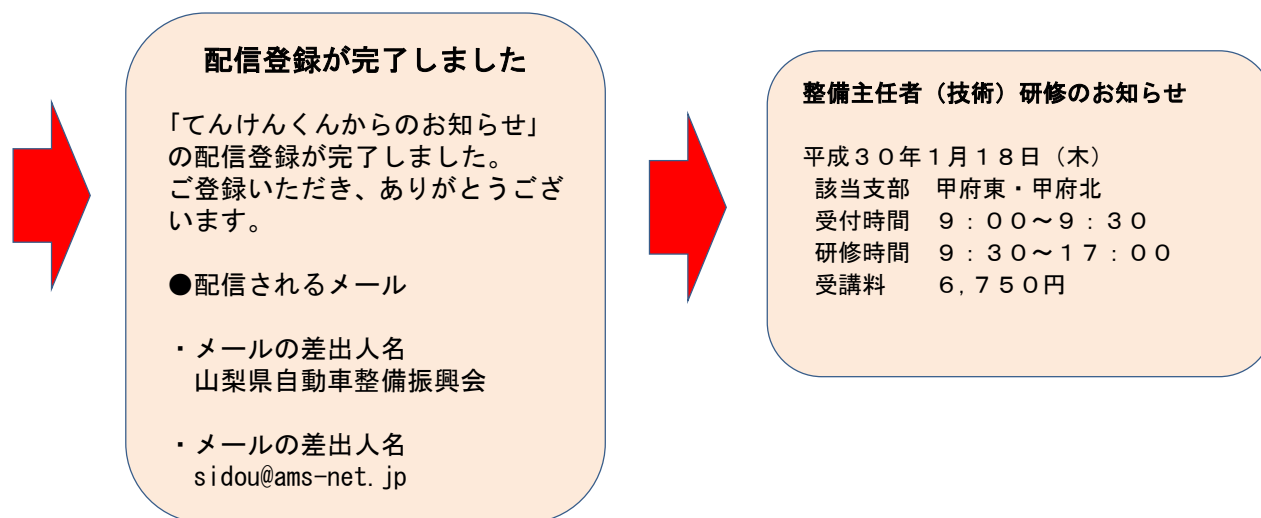 配信登録が完了しました
「てんけんくんからのお知らせ」
の配信登録が完了しました。
ご登録いただき、ありがとうござ
います。
●配信されるメール
・メールの差出人名
山梨県自動車整備振興会
・メールの差出人名
sidou@ams-net.jp
整備主任者（技術）研修のお知らせ
平成３０年１月１８日（木）
該当支部　甲府東・甲府北
受付時間　９：００～９：３０
研修時間　９：３０～１７：００
受講料　　６,７５０円